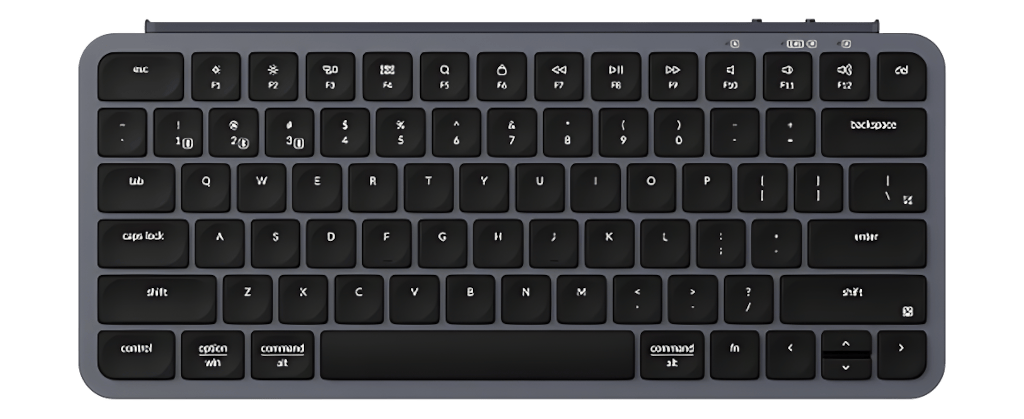 esc F1 F2 F3 F4 F5 F6 F7 F8 F9 F10 F11 F12
! @ # $ % ^ & * ( ) - +
1 2 3 4 5 6 7 8 9 0 backspace
tab Q W E R T Y U I O P
\
caps lock A S D F G H J K L : enter
;
shift Z X C V B N M < > ? shift
/
control option command command fn < ^ >
win alt alt